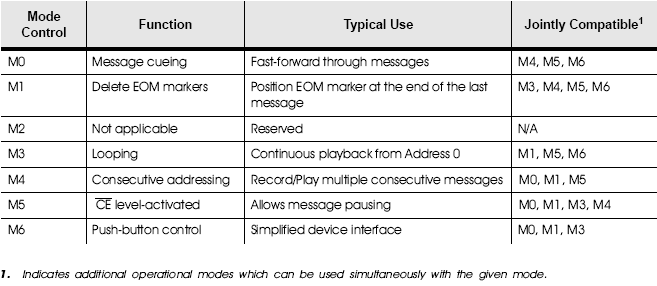 Mode Control Function Typical Use Jointly Compatible1
M0 Message cueing Fast-forward through messages M4, M5, M6
M1 Delete EOM markers Position EOM marker at the end of the last message M3, M4, M5, M6
M2 Not applicable Reserved N/A
M3 Looping Continuous playback from Address 0 M1, M5, M6
M4 Consecutive addressing Record/Play multiple consecutive messages M0, M1, M5
M5 CE level-activated Allows message pausing M0, M1, M3, M4
M6 Push-button control Simplified device interface M0, M1, M3
1. Indicates additional operational modes which can be used simultaneously with the given mode.